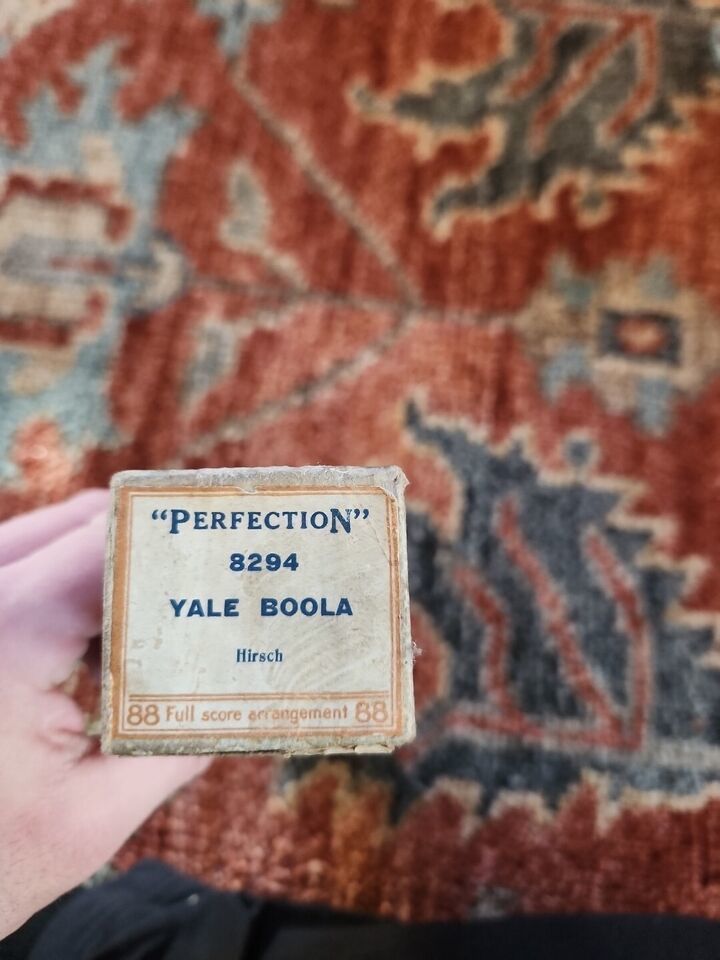 “PERFECTION”
8294
YALE BOOLA
Hirsch
88 Full score arrangement 88